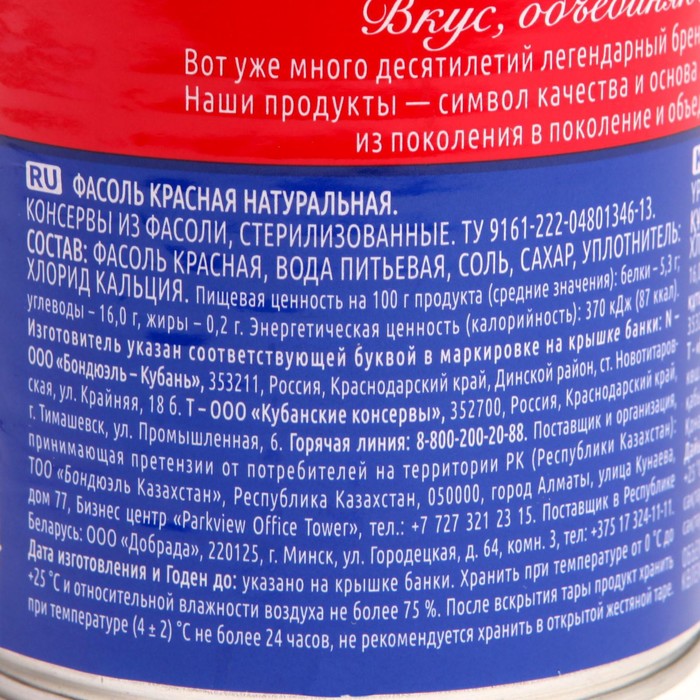 Вкус, объединя
Вот уже много десятилетий легендарный брен
Наши продукты — символ качества и основа
из поколения в поколение и объе
RU ФАСОЛЬ КРАСНАЯ НАТУРАЛЬНАЯ.
КОНСЕРВЫ ИЗ ФАСОЛИ, СТЕРИЛИЗОВАННЫЕ. ТУ 9161-222-04801346-13.
СОСТАВ: ФАСОЛЬ КРАСНАЯ, ВОДА ПИТЬЕВАЯ, СОЛЬ, САХАР, УПЛОТНИТЕЛЬ:
ХЛОРИД КАЛЬЦИЯ. Пищевая ценность на 100 г продукта (средние значения): белки – 5,3 г;
углеводы – 16,0 г, жиры – 0,2 г. Энергетическая ценность (калорийность): 370 кДж (87 ккал).
Изготовитель указан соответствующей буквой в маркировке на крышке банки: N –
ООО «Бондюэль – Кубань», 353211, Россия, Краснодарский край, Динской район, ст. Новотитаров-
ская, ул. Крайняя, 18 б. Т – ООО «Кубанские консервы», 352700, Россия, Краснодарский край,
г. Тимашевск, ул. Промышленная, 6. Горячая линия: 8-800-200-20-88. Поставщик и организация,
принимающая претензии от потребителей на территории РК (Республики Казахстан):
ТОО «Бондюэль Казахстан», Республика Казахстан, 050000, город Алматы, улица Кунаева,
дом 77, Бизнес центр «Parkview Office Tower», тел.: +7 727 321 23 15. Поставщик в Республике
Беларусь: ООО «Добрада», 220125, г. Минск, ул. Городецкая, д. 64, комн. 3, тел: +375 17 324-11-11.
Дата изготовления и Годен до: указано на крышке банки. Хранить при температуре от 0 °С до
+25 °С и относительной влажности воздуха не более 75 %. После вскрытия тары продукт хранить
при температуре (4 ± 2) °С не более 24 часов, не рекомендуется хранить в открытой жестяной таре.